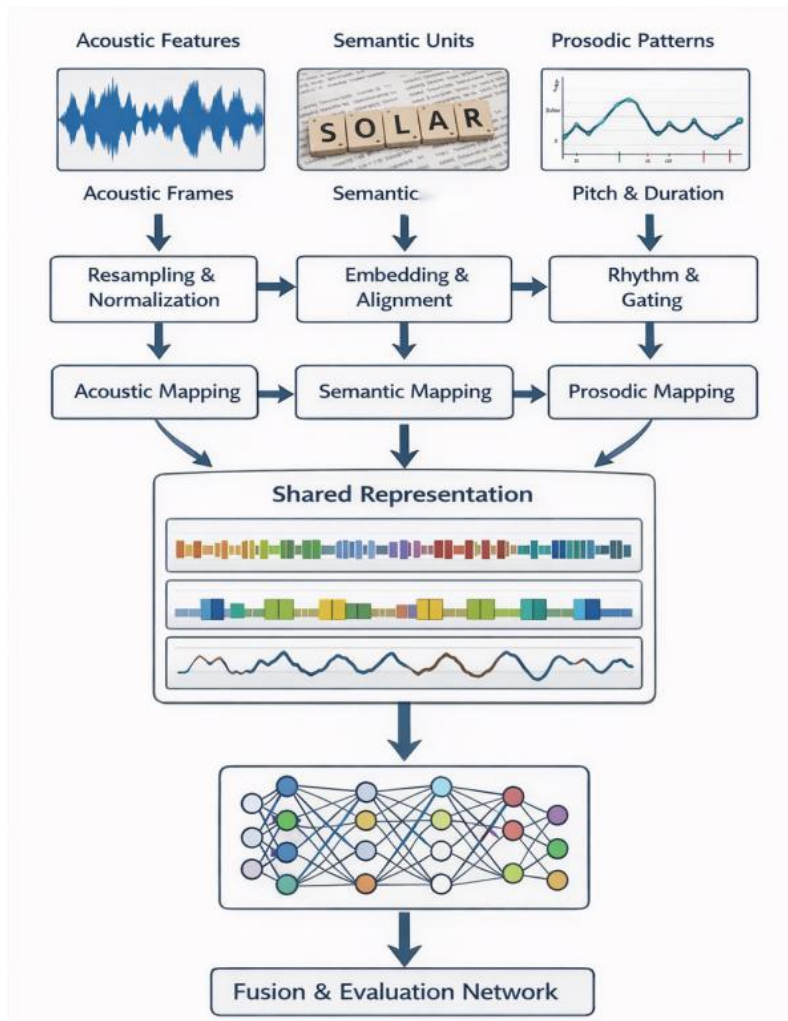 Acoustic Features
Semantic Units
Prosodic Patterns
SOLAR
Acoustic Frames
Semantic
Pitch & Duration
Resampling &
Normalization
Embedding &
Alignment
Rhythm &
Gating
Acoustic Mapping
Semantic Mapping
Prosodic Mapping
Shared Representation
Fusion & Evaluation Network